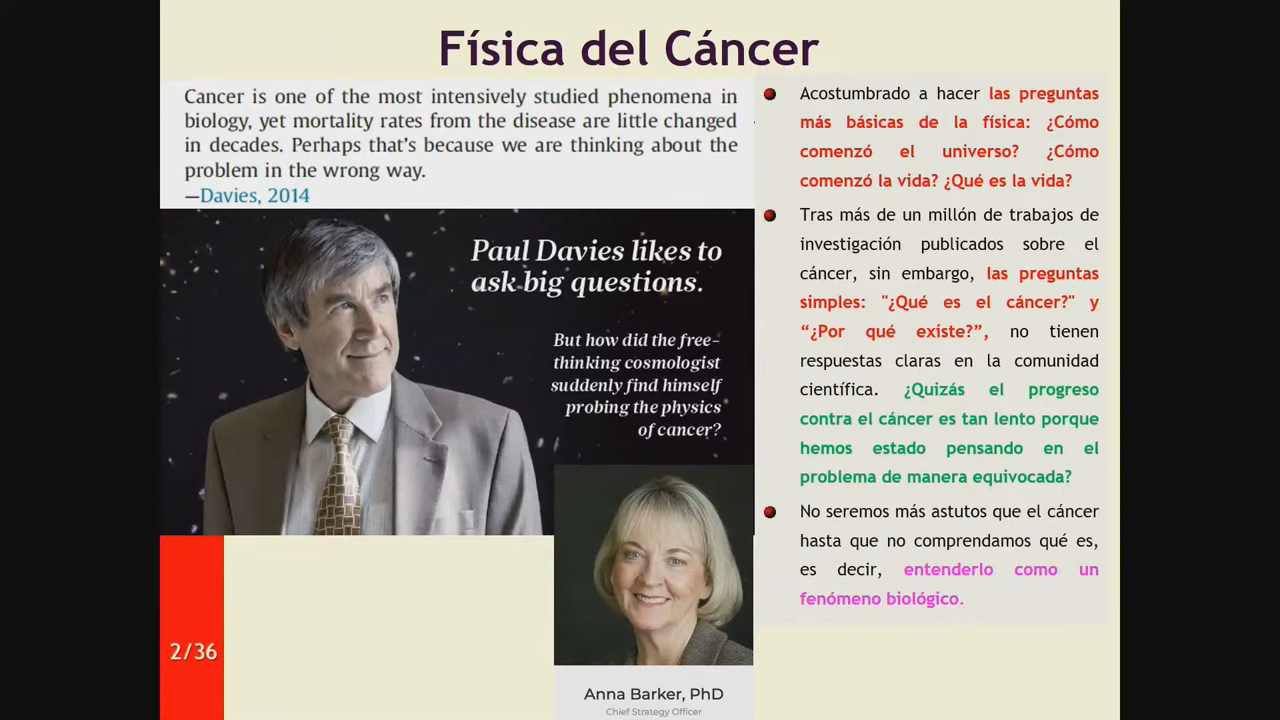 Física del Cáncer
Cancer is one of the most intensively studied phenomena in
biology, yet mortality rates from the disease are little changed
in decades. Perhaps that's because we are thinking about the
problem in the wrong way.
—Davies, 2014
Paul Davies likes to
ask big questions.
But how did the free-
thinking cosmologist
suddenly find himself
probing the physics
of cancer?
Anna Barker, PhD
Chief Strategy Officer
2/36
Acostumbrado a hacer las preguntas
más básicas de la física: ¿Cómo
comenzó el universo? ¿Cómo
comenzó la vida? ¿Qué es la vida?
Tras más de un millón de trabajos de
investigación publicados sobre el
cáncer, sin embargo, las preguntas
simples: "¿Qué es el cáncer?" y
“¿Por qué existe?”, no tienen
respuestas claras en la comunidad
científica. ¿Quizás el progreso
contra el cáncer es tan lento porque
hemos estado pensando en el
problema de manera equivocada?
No seremos más astutos que el cáncer
hasta que no comprendamos qué es,
es decir, entenderlo como un
fenómeno biológico.